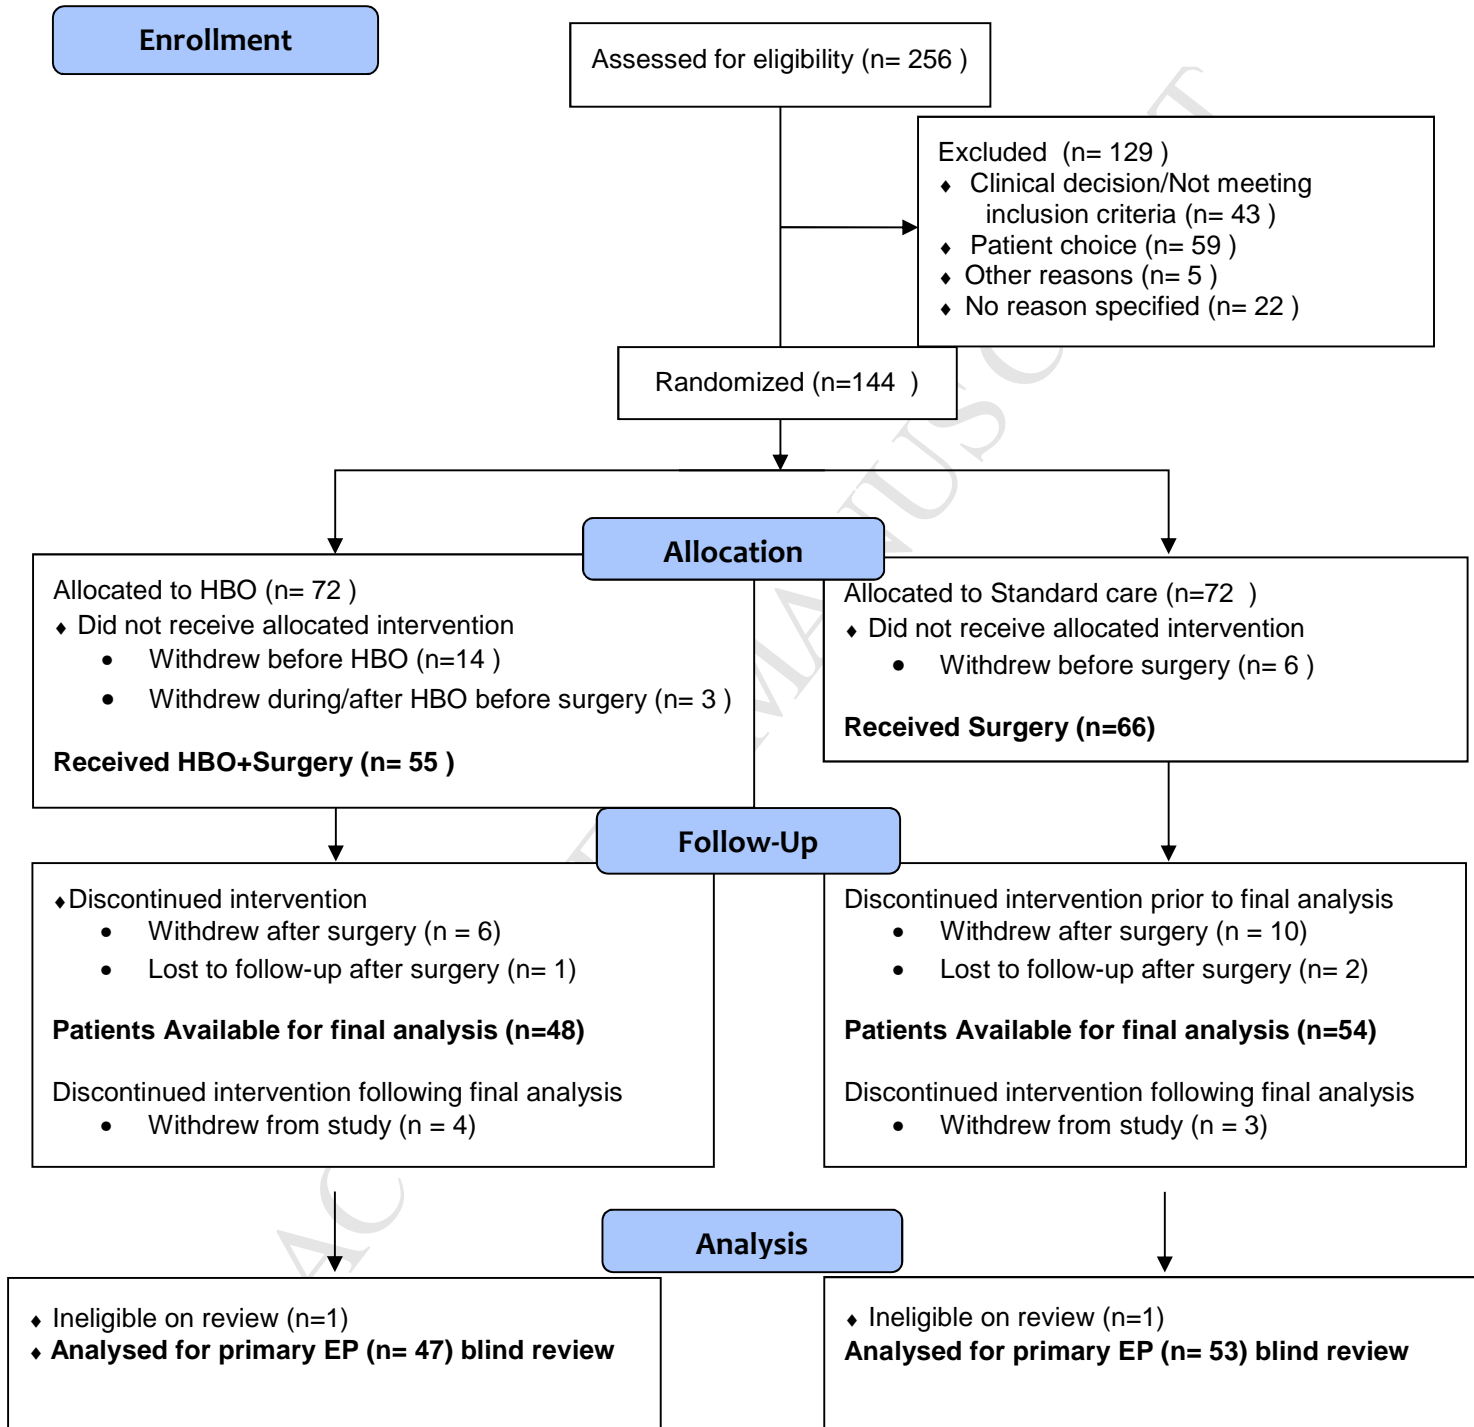 Enrollment
Assessed for eligibility (n= 256 )
Excluded (n= 129 )
♦ Clinical decision/Not meeting
inclusion criteria (n= 43 )
♦ Patient choice (n= 59 )
♦ Other reasons (n= 5 )
♦ No reason specified (n= 22 )
Randomized (n=144 )
Allocation
Allocated to HBO (n= 72 )
♦ Did not receive allocated intervention
• Withdrew before HBO (n=14 )
• Withdrew during/after HBO before surgery (n= 3 )
Received HBO+Surgery (n= 55 )
Allocated to Standard care (n=72 )
♦ Did not receive allocated intervention
• Withdrew before surgery (n= 6 )
Received Surgery (n=66)
Follow-Up
♦Discontinued intervention
• Withdrew after surgery (n = 6)
• Lost to follow-up after surgery (n= 1)
Patients Available for final analysis (n=48)
Discontinued intervention following final analysis
• Withdrew from study (n = 4)
Discontinued intervention prior to final analysis
• Withdrew after surgery (n = 10)
• Lost to follow-up after surgery (n= 2)
Patients Available for final analysis (n=54)
Discontinued intervention following final analysis
• Withdrew from study (n = 3)
Analysis
♦ Ineligible on review (n=1)
♦ Analysed for primary EP (n= 47) blind review
♦ Ineligible on review (n=1)
Analysed for primary EP (n= 53) blind review